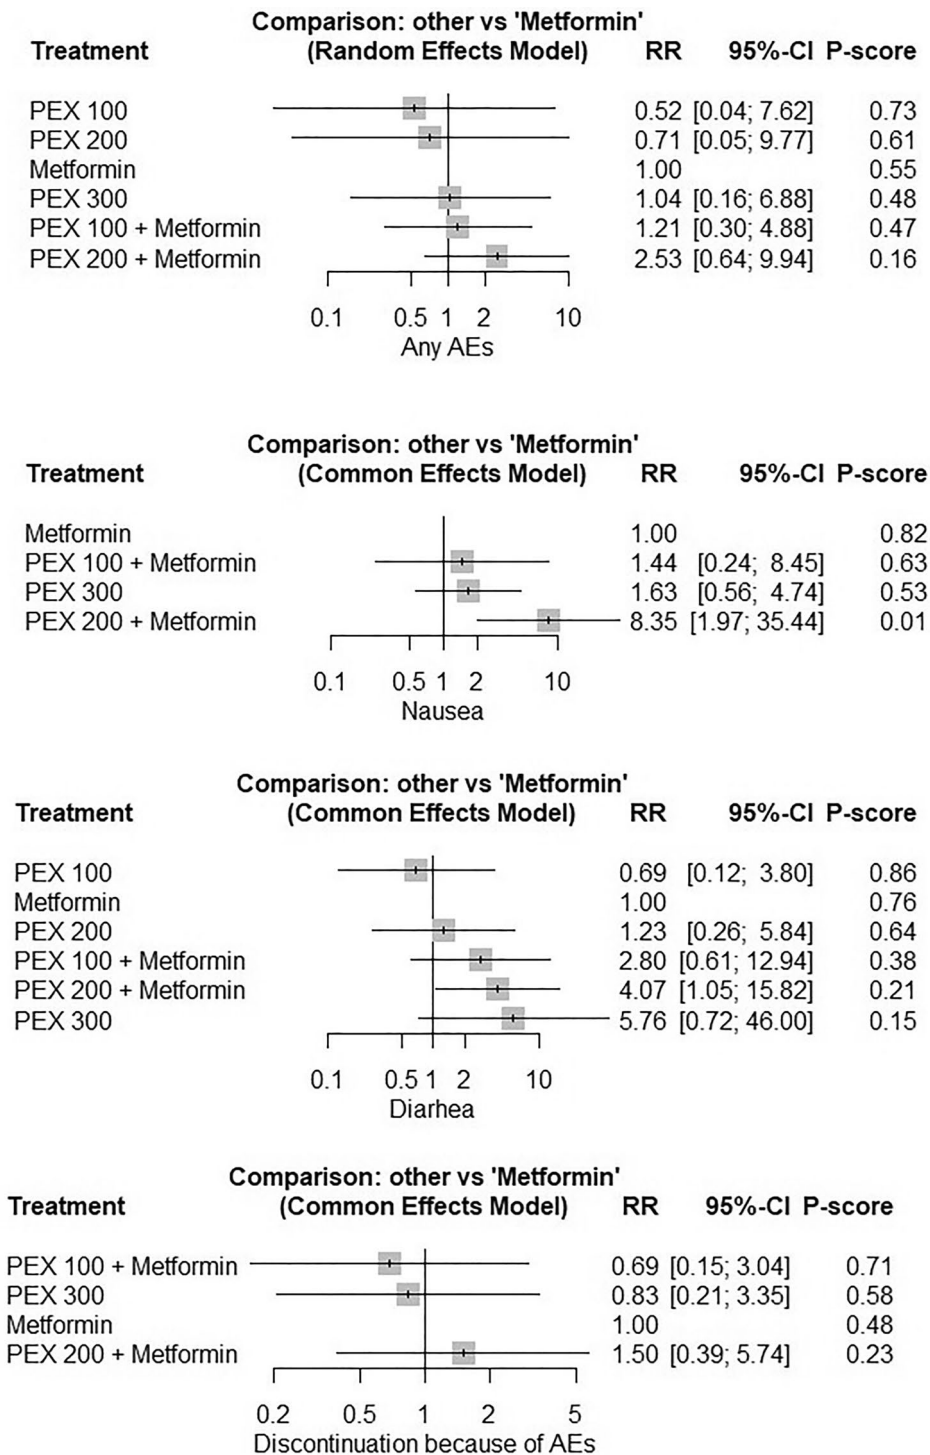 Comparison: other vs 'Metformin'
Treatment (Random Effects Model) RR 95%-CI P-score
PEX 100 0.52 [0.04; 7.62] 0.73
PEX 200 0.71 [0.05; 9.77] 0.61
Metformin 1.00 0.55
PEX 300 1.04 [0.16; 6.88] 0.48
PEX 100 + Metformin 1.21 [0.30; 4.88] 0.47
PEX 200 + Metformin 2.53 [0.64; 9.94] 0.16
0.1 0.5 1 2 10
Any AEs
Comparison: other vs 'Metformin'
Treatment (Common Effects Model) RR 95%-CI P-score
Metformin 1.00 0.82
PEX 100 + Metformin 1.44 [0.24; 8.45] 0.63
PEX 300 1.63 [0.56; 4.74] 0.53
PEX 200 + Metformin 8.35 [1.97; 35.44] 0.01
0.1 0.5 1 2 10
Nausea
Comparison: other vs 'Metformin'
Treatment (Common Effects Model) RR 95%-CI P-score
PEX 100 0.69 [0.12; 3.80] 0.86
Metformin 1.00 0.76
PEX 200 1.23 [0.26; 5.84] 0.64
PEX 100 + Metformin 2.80 [0.61; 12.94] 0.38
PEX 200 + Metformin 4.07 [1.05; 15.82] 0.21
PEX 300 5.76 [0.72; 46.00] 0.15
0.1 0.5 1 2 10
Diarhea
Comparison: other vs 'Metformin'
Treatment (Common Effects Model) RR 95%-CI P-score
PEX 100 + Metformin 0.69 [0.15; 3.04] 0.71
PEX 300 0.83 [0.21; 3.35] 0.58
Metformin 1.00 0.48
PEX 200 + Metformin 1.50 [0.39; 5.74] 0.23
0.2 0.5 1 2 5
Discontinuation because of AEs